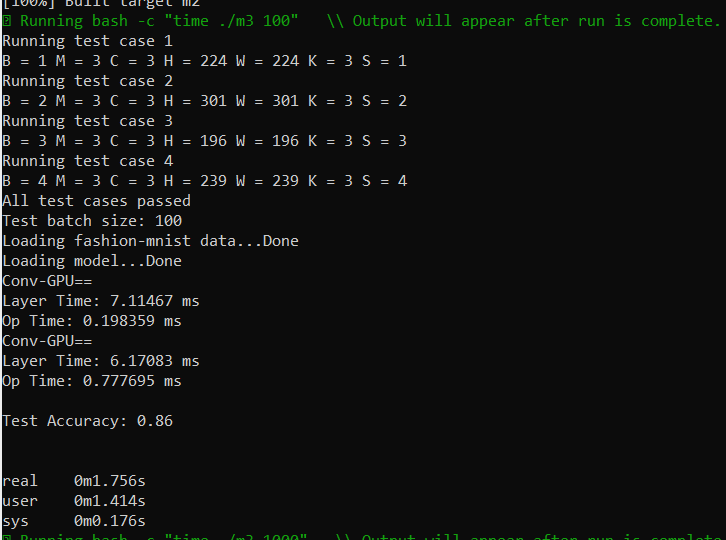 [100%] Built target m2
Running bash -c "time ./m3 100"   \\ Output will appear after run is complete.
Running test case 1
B = 1 M = 3 C = 3 H = 224 W = 224 K = 3 S = 1
Running test case 2
B = 2 M = 3 C = 3 H = 301 W = 301 K = 3 S = 2
Running test case 3
B = 3 M = 3 C = 3 H = 196 W = 196 K = 3 S = 3
Running test case 4
B = 4 M = 3 C = 3 H = 239 W = 239 K = 3 S = 4
All test cases passed
Test batch size: 100
Loading fashion-mnist data...Done
Loading model...Done
Conv-GPU==
Layer Time: 7.11467 ms
Op Time: 0.198359 ms
Conv-GPU==
Layer Time: 6.17083 ms
Op Time: 0.777695 ms
Test Accuracy: 0.86
real    0m1.756s
user    0m1.414s
sys     0m0.176s
Running bash -c "time ./m3 1000"   \\ Output will appear after run is complete